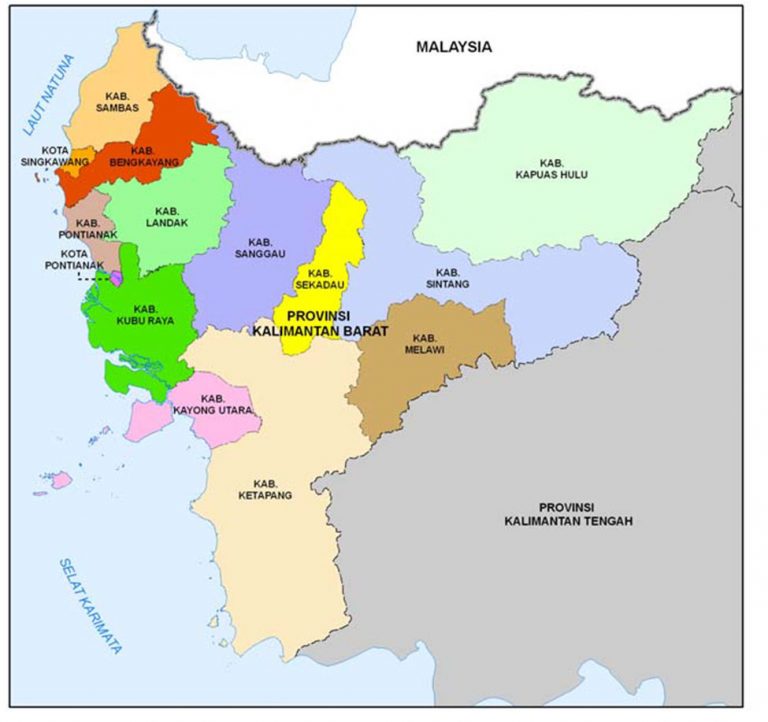 MALAYSIA
LAUT NATUNA
KAB.
SAMBAS
KOTA
SINGKAWANG
KAB.
BENGKAYANG
KAB.
KAPUAS HULU
KAB.
LANDAK
KAB.
PONTIANAK
KOTA
PONTIANAK
KAB.
SANGGAU
KAB.
SEKADAU
KAB.
SINTANG
KAB.
KUBU RAYA
PROVINSI
KALIMANTAN BARAT
KAB.
MELAWI
KAB.
KAYONG UTARA
KAB.
KETAPANG
PROVINSI
KALIMANTAN TENGAH
SELAT KARIMATA